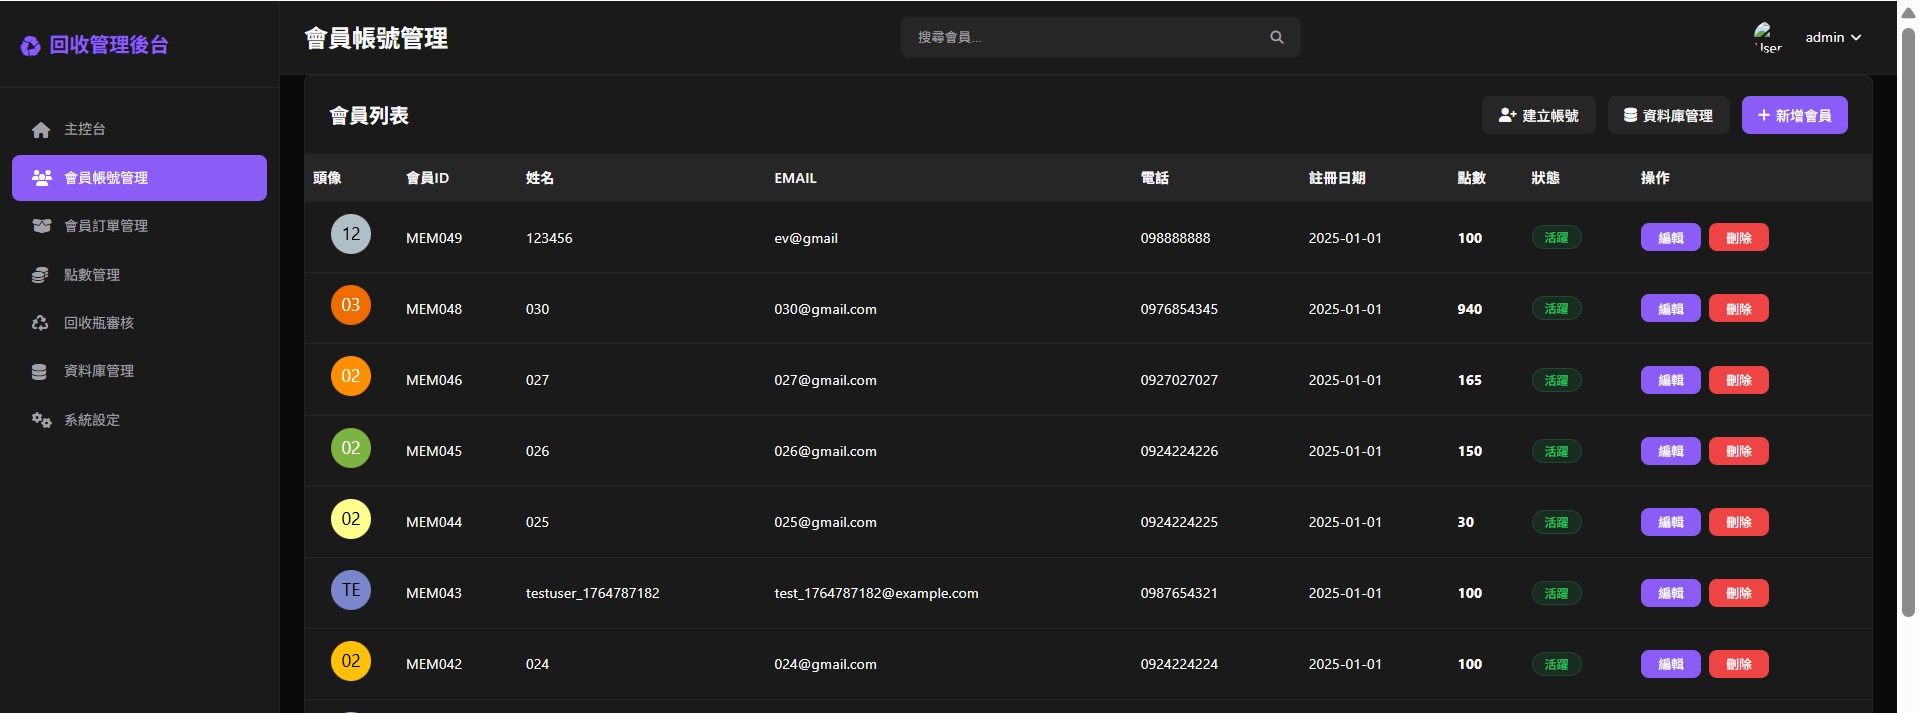 回收管理後台
主控台
會員帳號管理
會員訂單管理
點數管理
回收瓶審核
資料庫管理
系統設定
會員帳號管理
搜尋會員...
User
admin
會員列表
建立帳號 資料庫管理 新增會員
頭像 會員ID 姓名 EMAIL 電話 註冊日期 點數 狀態 操作
12 MEM049 123456 ev@gmail 098888888 2025-01-01 100 活躍 編輯 刪除
03 MEM048 030 030@gmail.com 0976854345 2025-01-01 940 活躍 編輯 刪除
02 MEM046 027 027@gmail.com 0927027027 2025-01-01 165 活躍 編輯 刪除
02 MEM045 026 026@gmail.com 0924224226 2025-01-01 150 活躍 編輯 刪除
02 MEM044 025 025@gmail.com 0924224225 2025-01-01 30 活躍 編輯 刪除
TE MEM043 testuser_1764787182 test_1764787182@example.com 0987654321 2025-01-01 100 活躍 編輯 刪除
02 MEM042 024 024@gmail.com 0924224224 2025-01-01 100 活躍 編輯 刪除